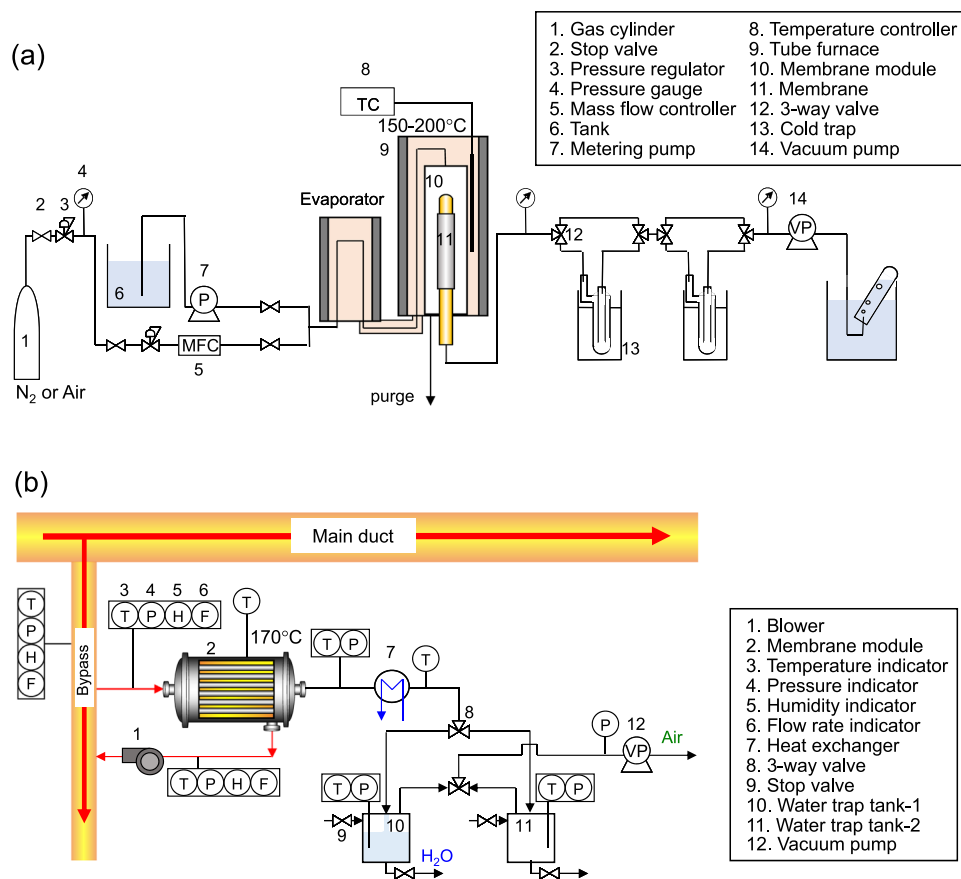 (a)
1. Gas cylinder
2. Stop valve
3. Pressure regulator
4. Pressure gauge
5. Mass flow controller
6. Tank
7. Metering pump
8. Temperature controller
9. Tube furnace
10. Membrane module
11. Membrane
12. 3-way valve
13. Cold trap
14. Vacuum pump
8
TC
150-200°C
9
4
10
Evaporator
14
2
3
11
12
VP
7
6
P
1
MFC
13
5
N₂ or Air
purge
(b)
Main duct
3
4
5
6
T
T
P
H
F
T
P
H
F
170°C
2
T
P
7
T
Bypass
8
1
P
12
VP
Air
T
P
H
F
T
P
T
P
9
10
11
H₂O
1. Blower
2. Membrane module
3. Temperature indicator
4. Pressure indicator
5. Humidity indicator
6. Flow rate indicator
7. Heat exchanger
8. 3-way valve
9. Stop valve
10. Water trap tank-1
11. Water trap tank-2
12. Vacuum pump